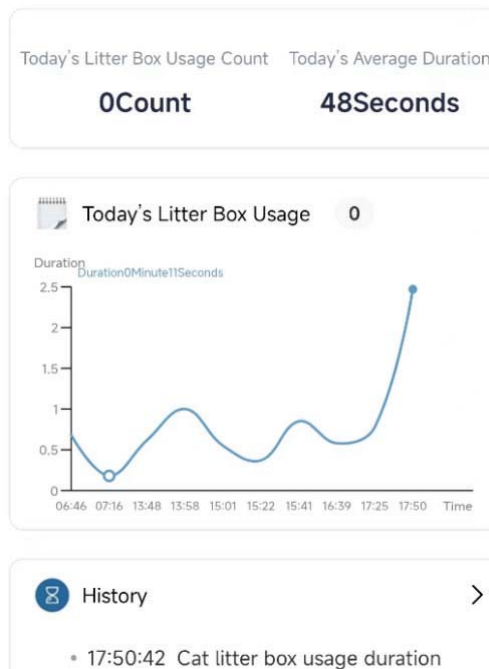 Today's Litter Box Usage Count Today's Average Duration
0Count 48Seconds
Today's Litter Box Usage 0
Duration
Duration0Minute11Seconds
2.5
2
1.5
1
0.5
0
06:46 07:16 13:48 13:58 15:01 15:22 15:41 16:39 17:25 17:50 Time
History
17:50:42 Cat litter box usage duration